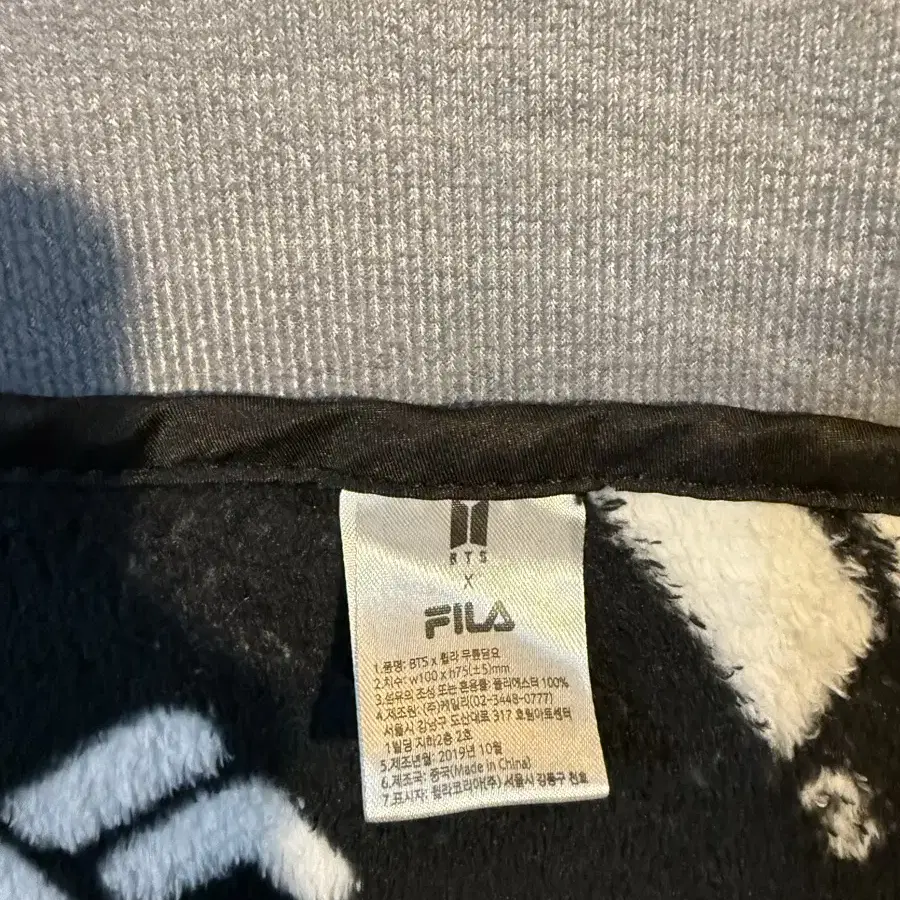 BTS
X
FILA
1.품명: BTS x 휠라 무릎담요
2.치수: w100 x h75(±5)mm
3.섬유의 조성 또는 혼용률: 폴리에스터 100%
4.제조원: (주)케일리(02-3448-0777)
서울시 강남구 도산대로 317 호림아트센터
1빌딩 지하2층 2호
5.제조년월: 2019년 10월
6.제조국: 중국(Made in China)
7.표시자: 휠라코리아(주) 서울시 강동구 천호